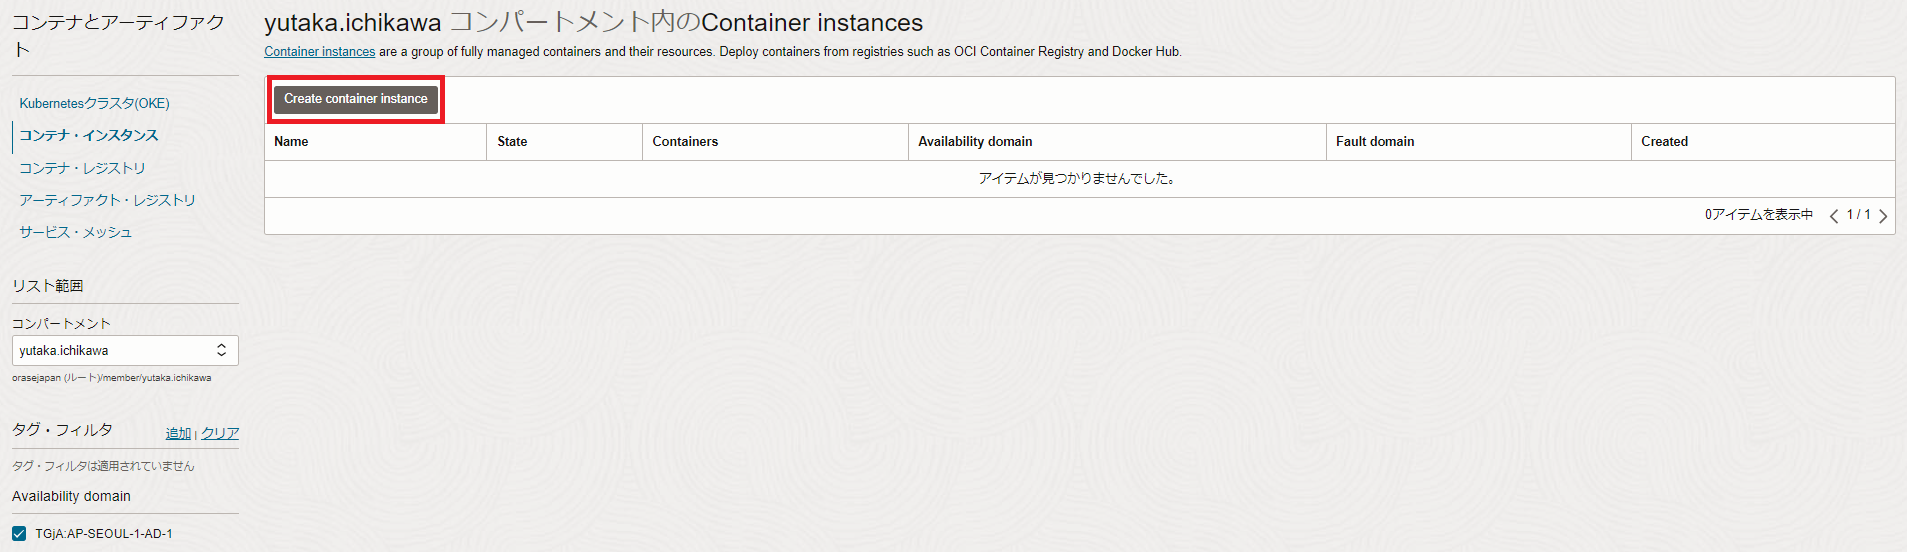 コンテナとアーティファク
ト
Kubernetesクラスタ(OKE)
コンテナ・インスタンス
コンテナ・レジストリ
アーティファクト・レジストリ
サービス・メッシュ
リスト範囲
コンパートメント
yutaka.ichikawa
orasejapan (ルート)/member/yutaka.ichikawa
タグ・フィルタ 追加 | クリア
タグ・フィルタは適用されていません
Availability domain
TGjA:AP-SEOUL-1-AD-1
yutaka.ichikawa コンパートメント内のContainer instances
Container instances are a group of fully managed containers and their resources. Deploy containers from registries such as OCI Container Registry and Docker Hub.
Create container instance
Name State Containers Availability domain Fault domain Created
アイテムが見つかりませんでした。
0アイテムを表示中 < 1 / 1 >